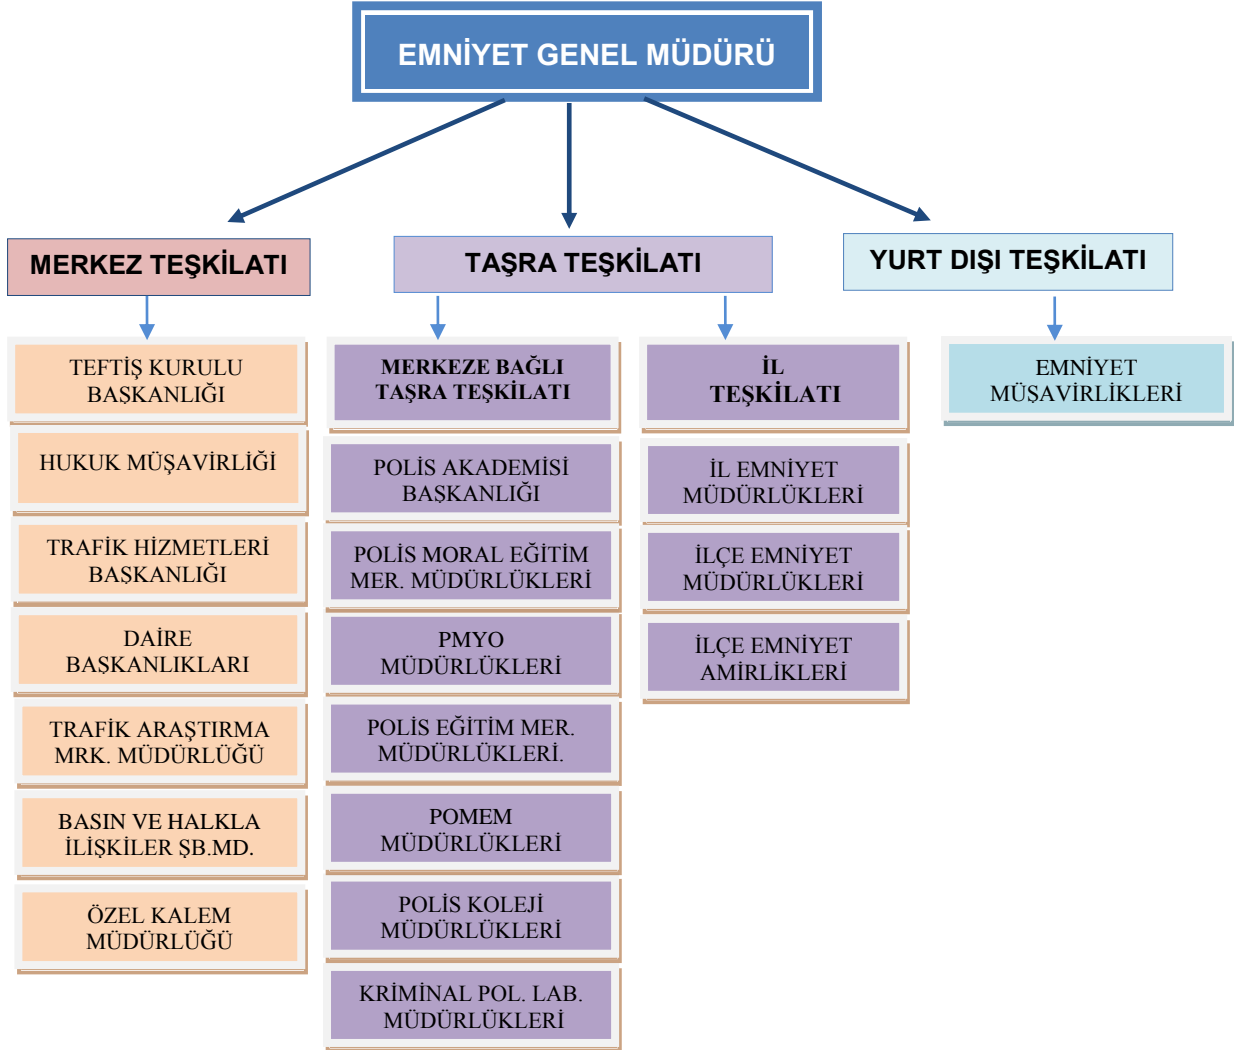 EMNİYET GENEL MÜDÜRÜ
MERKEZ TEŞKİLATI
TAŞRA TEŞKİLATI
YURT DIŞI TEŞKİLATI
TEFTİŞ KURULU
BAŞKANLIĞI
HUKUK MÜŞAVİRLİĞİ
TRAFİK HİZMETLERİ
BAŞKANLIĞI
DAİRE
BAŞKANLIKLARI
TRAFİK ARAŞTIRMA
MRK. MÜDÜRLÜĞÜ
BASIN VE HALKLA
İLİŞKİLER ŞB.MD.
ÖZEL KALEM
MÜDÜRLÜĞÜ
MERKEZE BAĞLI
TAŞRA TEŞKİLATI
POLİS AKADEMİSİ
BAŞKANLIĞI
POLİS MORAL EĞİTİM
MER. MÜDÜRLÜKLERİ
PMYO
MÜDÜRLÜKLERİ
POLİS EĞİTİM MER.
MÜDÜRLÜKLERİ.
POMEM
MÜDÜRLÜKLERİ
POLİS KOLEJİ
MÜDÜRLÜKLERİ
KRİMİNAL POL. LAB.
MÜDÜRLÜKLERİ
İL
TEŞKİLATI
İL EMNİYET
MÜDÜRLÜKLERİ
İLÇE EMNİYET
MÜDÜRLÜKLERİ
İLÇE EMNİYET
AMİRLİKLERİ
EMNİYET
MÜŞAVİRLİKLERİ